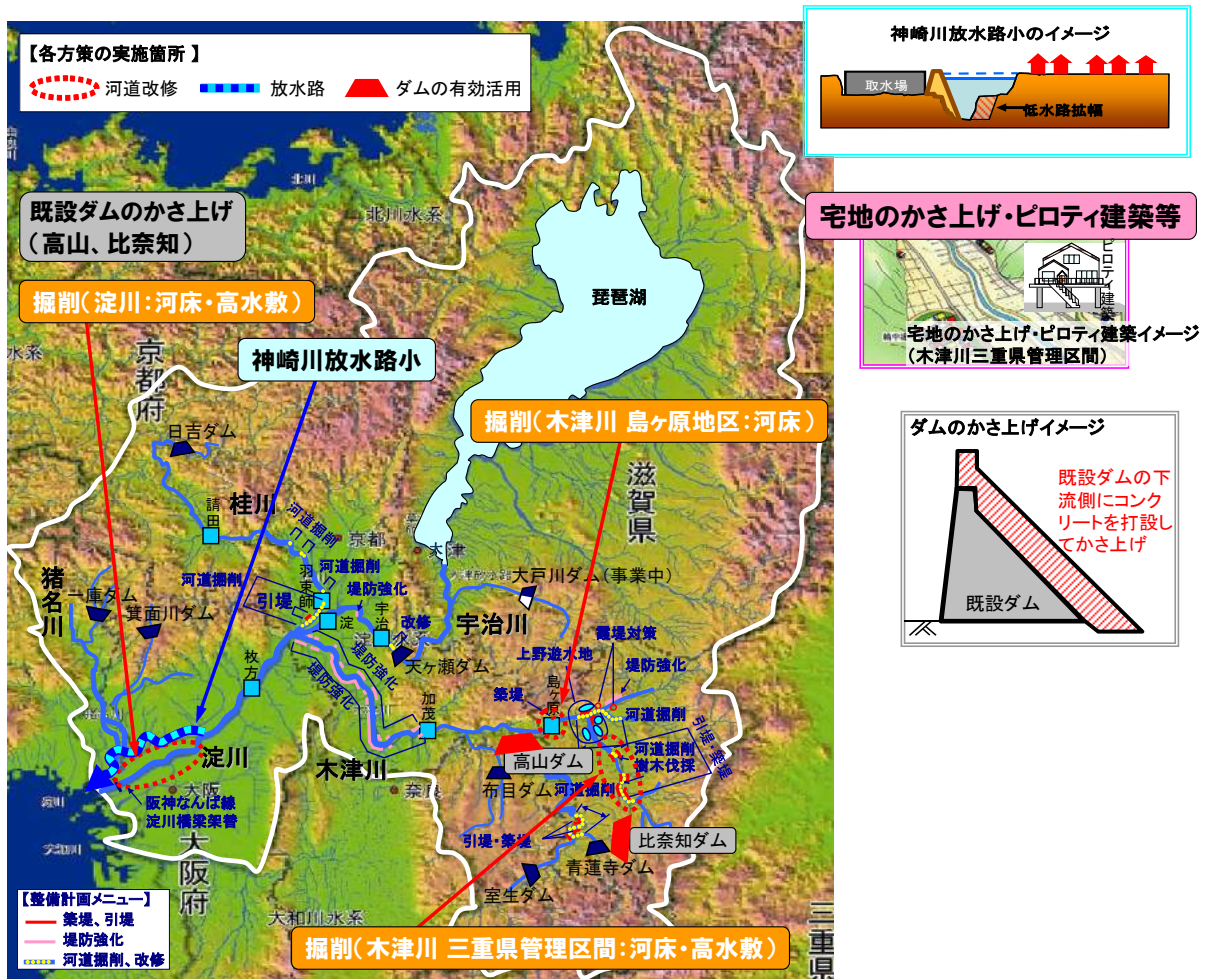 【各方策の実施箇所 】
河道改修
放水路
ダムの有効活用
既設ダムのかさ上げ
（高山、比奈知）
掘削（淀川：河床・高水敷）
神崎川放水路小
北川
北川水系
水系
京都府
琵琶湖
掘削（木津川 島ヶ原地区：河床）
滋賀県
日吉ダム
桂川
請田
河道掘削
京都
大津
河道掘削
羽束師
河道掘削
堤防強化
大戸川ダム（事業中）
猪名川
一庫ダム
箕面川ダム
引堤
淀
宇治
改修
宇治川
天ヶ瀬ダム
霞堤対策
上野遊水地
堤防強化
枚方
堤防強化
堤防強化
加茂
築堤
島ヶ原
河道掘削
引堤・築堤
淀川
木津川
高山ダム
河道掘削
樹木伐採
大阪
奈良
布目ダム
河道掘削
阪神なんば線
淀川橋梁架替
引堤・築堤
比奈知ダム
青蓮寺ダム
室生ダム
大阪府
大和川水系
三重県
掘削（木津川 三重県管理区間：河床・高水敷）
【整備計画メニュー】
築堤、引堤
堤防強化
河道掘削、改修
神崎川放水路小のイメージ
取水場
低水路拡幅
宅地のかさ上げ・ピロティ建築等
ピロティ建築
宅地のかさ上げ・ピロティ建築イメージ
（木津川三重県管理区間）
ダムのかさ上げイメージ
既設ダムの下
流側にコンク
リートを打設し
てかさ上げ
既設ダム